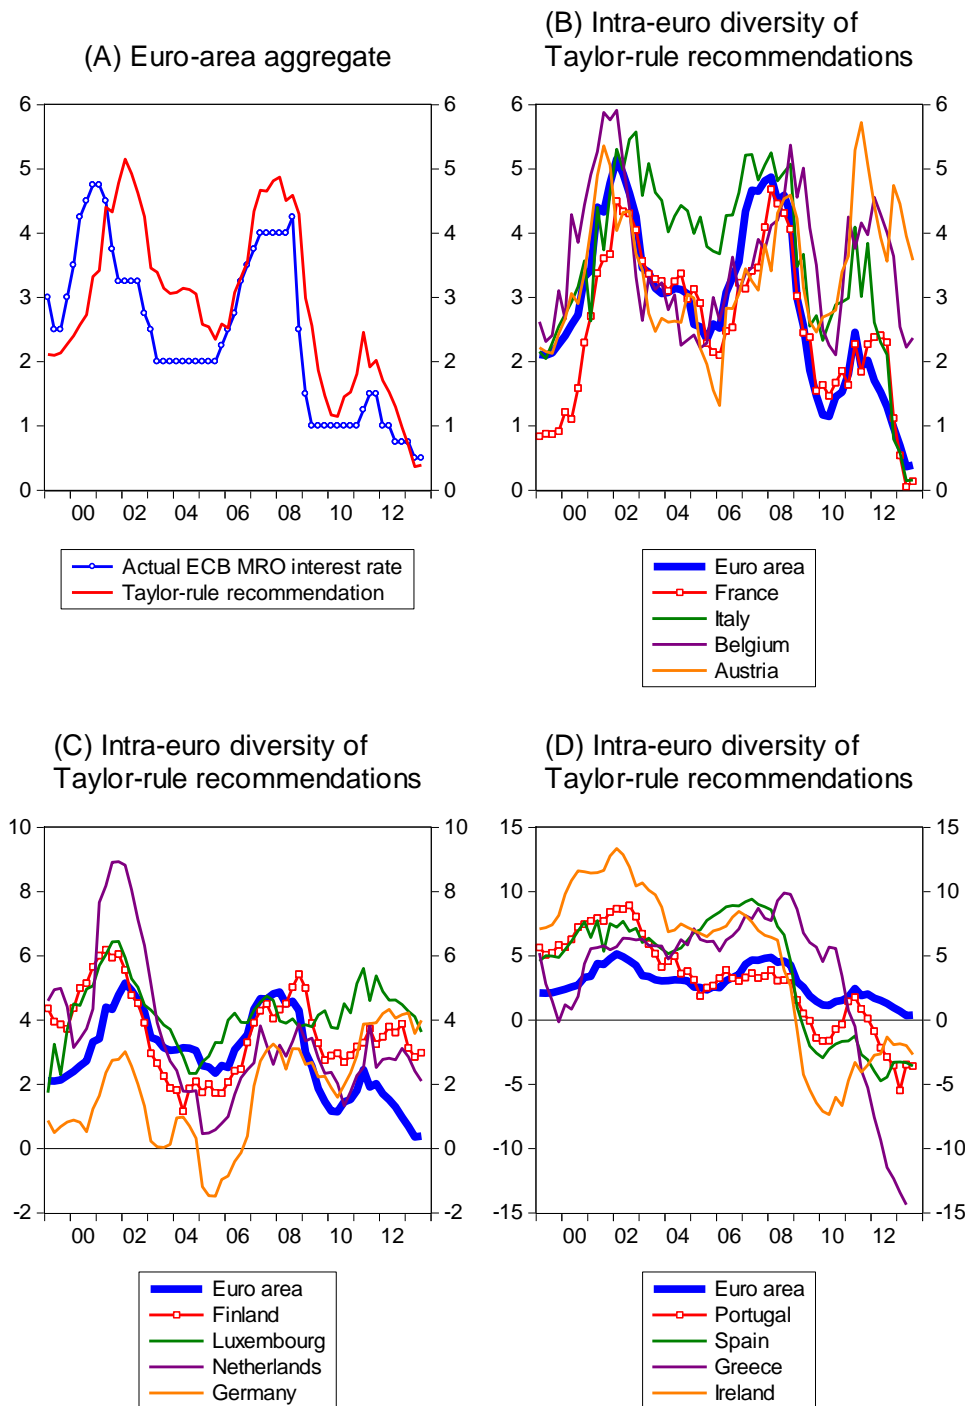 (A) Euro-area aggregate
6 6
5 5
4 4
3 3
2 2
1 1
0 0
00 02 04 06 08 10 12
Actual ECB MRO interest rate
Taylor-rule recommendation
(B) Intra-euro diversity of
Taylor-rule recommendations
6 6
5 5
4 4
3 3
2 2
1 1
0 0
00 02 04 06 08 10 12
Euro area
France
Italy
Belgium
Austria
(C) Intra-euro diversity of
Taylor-rule recommendations
10 10
8 8
6 6
4 4
2 2
0 0
-2 -2
00 02 04 06 08 10 12
Euro area
Finland
Luxembourg
Netherlands
Germany
(D) Intra-euro diversity of
Taylor-rule recommendations
15 15
10 10
5 5
0 0
-5 -5
-10 -10
-15 -15
00 02 04 06 08 10 12
Euro area
Portugal
Spain
Greece
Ireland